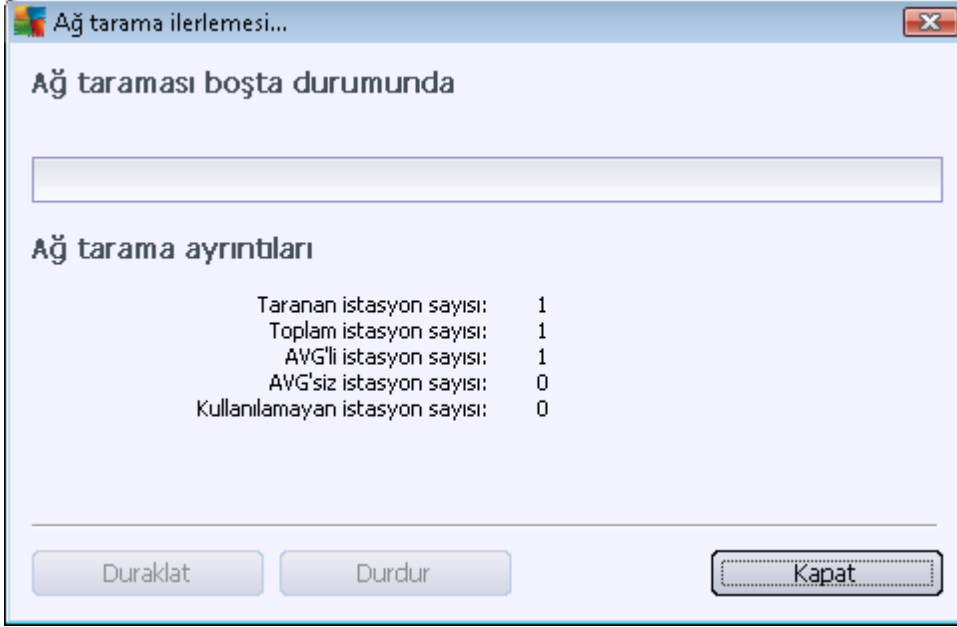 Ağ tarama ilerlemesi...
Ağ taraması boşta durumunda
Ağ tarama ayrıntıları
Taranan istasyon sayısı: 1
Toplam istasyon sayısı: 1
AVG'li istasyon sayısı: 1
AVG'siz istasyon sayısı: 0
Kullanılamayan istasyon sayısı: 0
Duraklat Durdur Kapat